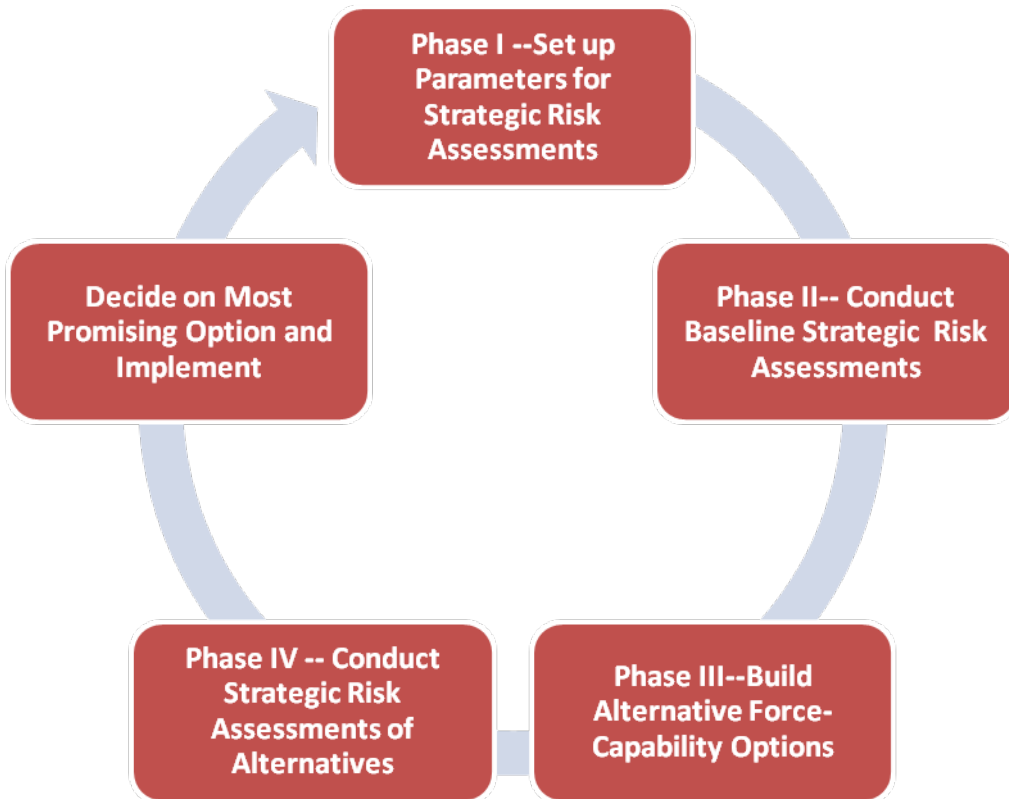 Phase I --Set up
Parameters for
Strategic Risk
Assessments
Phase II-- Conduct
Baseline Strategic  Risk
Assessments
Phase III--Build
Alternative Force-
Capability Options
Phase IV -- Conduct
Strategic Risk
Assessments of
Alternatives
Decide on Most
Promising Option and
Implement